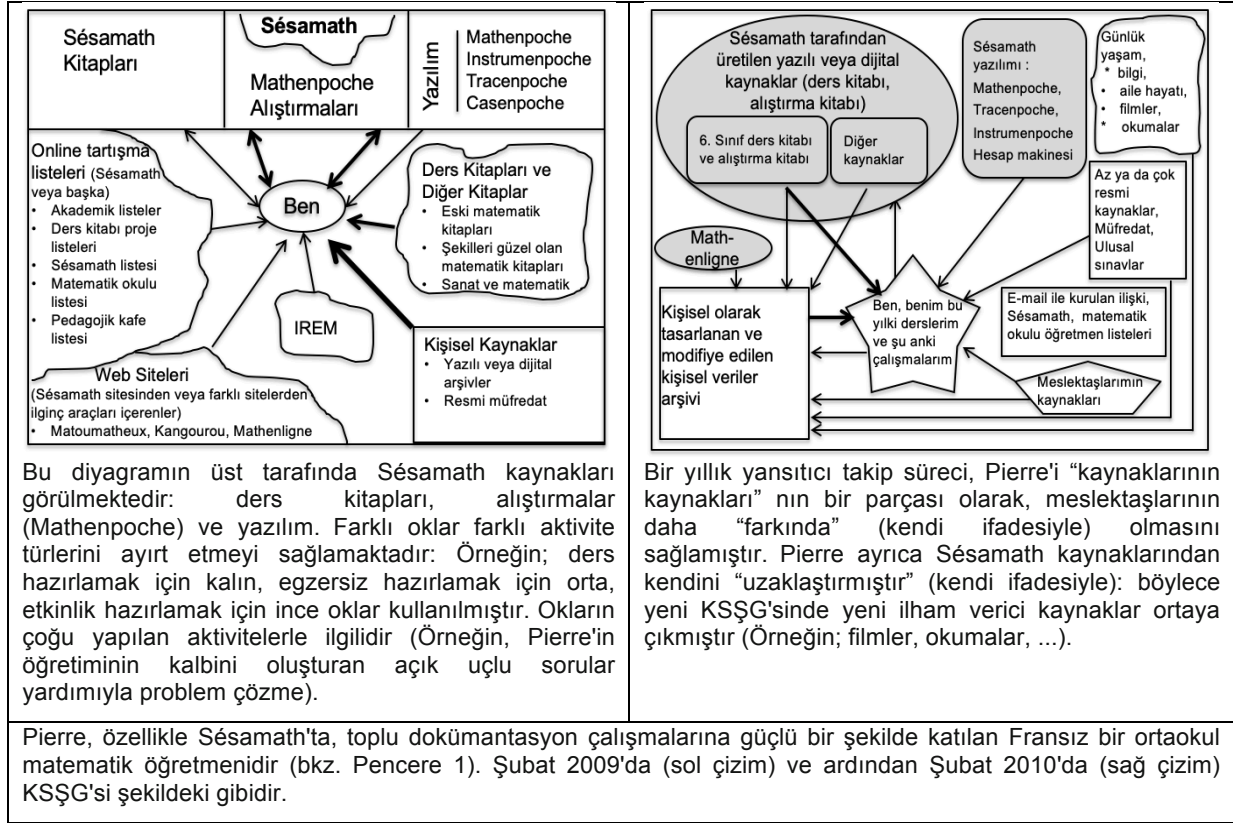 Sésamath
Kitapları
Sésamath
Mathenpoche
Alıştırmaları
Yazılım
Mathenpoche
Instrumenpoche
Tracenpoche
Casenpoche
Online tartışma
listeleri (Sésamath
veya başka)
• Akademik listeler
• Ders kitabı proje
listeleri
• Sésamath listesi
• Matematik okulu
listesi
• Pedagojik kafe
listesi
Ben
Ders Kitapları ve
Diğer Kitaplar
• Eski matematik
kitapları
• Şekilleri güzel olan
matematik kitapları
• Sanat ve matematik
IREM
Kişisel Kaynaklar
• Yazılı veya dijital
arşivler
• Resmi müfredat
Web Siteleri
(Sésamath sitesinden veya farklı sitelerden
ilginç araçları içerenler)
• Matoumatheux, Kangourou, Mathenligne
Sésamath tarafından
üretilen yazılı veya dijital
kaynaklar (ders kitabı,
alıştırma kitabı)
6. Sınıf ders kitabı
ve alıştırma kitabı
Diğer
kaynaklar
Sésamath
yazılımı :
Mathenpoche,
Tracenpoche,
Instrumenpoche
Hesap makinesi
Günlük
yaşam,
* bilgi,
• aile hayatı,
• filmler,
* okumalar
Az ya da çok
resmi
kaynaklar,
Müfredat,
Ulusal
sınavlar
Math-
enligne
Kişisel olarak
tasarlanan ve
modifiye edilen
kişisel veriler
arşivi
Ben, benim bu
yılki derslerim
ve şu anki
çalışmalarım
E-mail ile kurulan ilişki,
Sésamath, matematik
okulu öğretmen listeleri
Meslektaşlarımın
kaynakları
Bu diyagramın üst tarafında Sésamath kaynakları
görülmektedir: ders kitapları, alıştırmalar
(Mathenpoche) ve yazılım. Farklı oklar farklı aktivite
türlerini ayırt etmeyi sağlamaktadır: Örneğin; ders
hazırlamak için kalın, egzersiz hazırlamak için orta,
etkinlik hazırlamak için ince oklar kullanılmıştır. Okların
çoğu yapılan aktivitelerle ilgilidir (Örneğin, Pierre'in
öğretiminin kalbini oluşturan açık uçlu sorular
yardımıyla problem çözme).
Bir yıllık yansıtıcı takip süreci, Pierre'i “kaynaklarının
kaynakları” nın bir parçası olarak, meslektaşlarının
daha “farkında” (kendi ifadesiyle) olmasını
sağlamıştır. Pierre ayrıca Sésamath kaynaklarından
kendini “uzaklaştırmıştır” (kendi ifadesiyle): böylece
yeni KSŞG'sinde yeni ilham verici kaynaklar ortaya
çıkmıştır (Örneğin; filmler, okumalar, ...).
Pierre, özellikle Sésamath'ta, toplu dokümantasyon çalışmalarına güçlü bir şekilde katılan Fransız bir ortaokul
matematik öğretmenidir (bkz. Pencere 1). Şubat 2009'da (sol çizim) ve ardından Şubat 2010'da (sağ çizim)
KSŞG'si şekildeki gibidir.